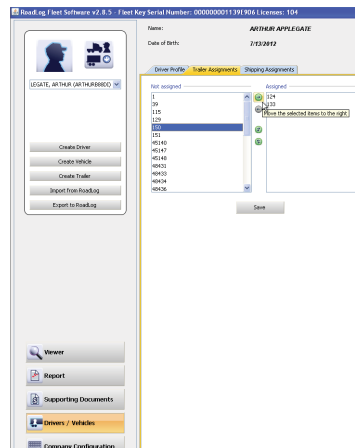 RoadLog Fleet Software v2.8.5 - Fleet Key Serial Number: 000000001139E906 Licenses: 104
Name: ARTHUR APPLEGATE
Date of Birth: 7/13/2012
Driver Profile Trailer Assignments Shipping Assignments
LEGATE, ARTHUR (ARTHURB8DI)
Not assigned Assigned
1 124
39 133
115
Move the selected items to the right
129
150
151
45140
45147
45148
48431
48433
48434
48436
Save
Create Driver
Create Vehicle
Create Trailer
Import from RoadLog
Export to RoadLog
Viewer
Report
Supporting Documents
Drivers / Vehicles
Company Configuration